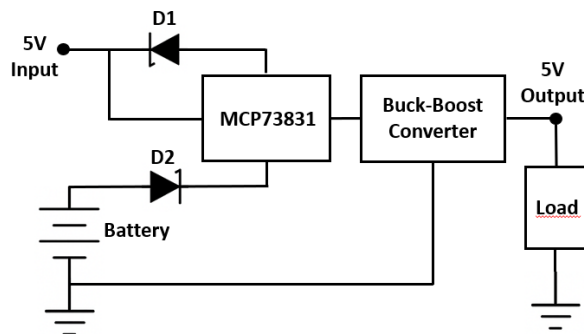 D1
5V
Input
MCP73831
Buck-Boost
Converter
5V
Output
D2
Battery
Load